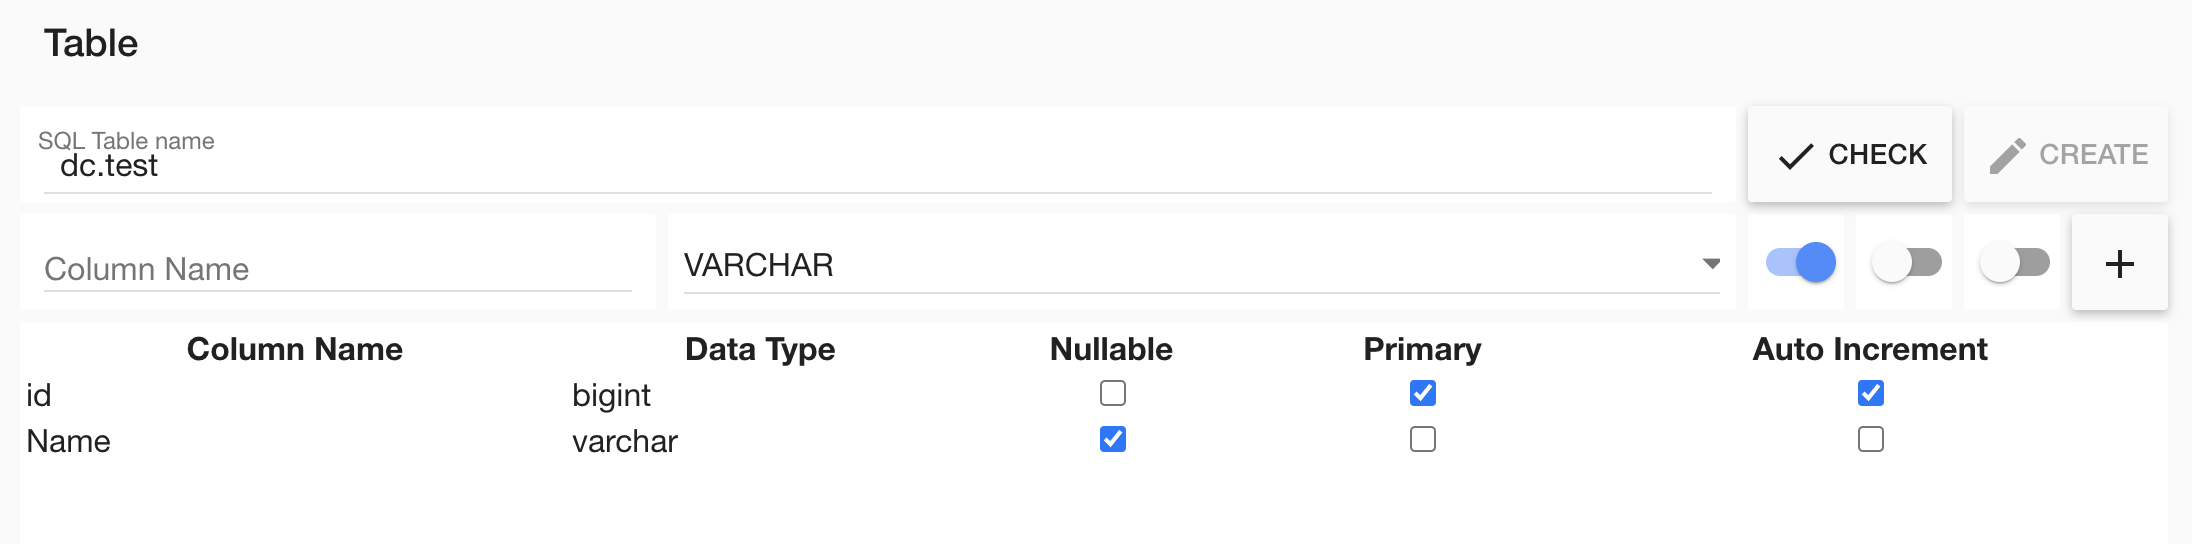 Table
SQL Table name
dc.test
CHECK
CREATE
Column Name
VARCHAR
Column Name Data Type Nullable Primary Auto Increment
id bigint
Name varchar